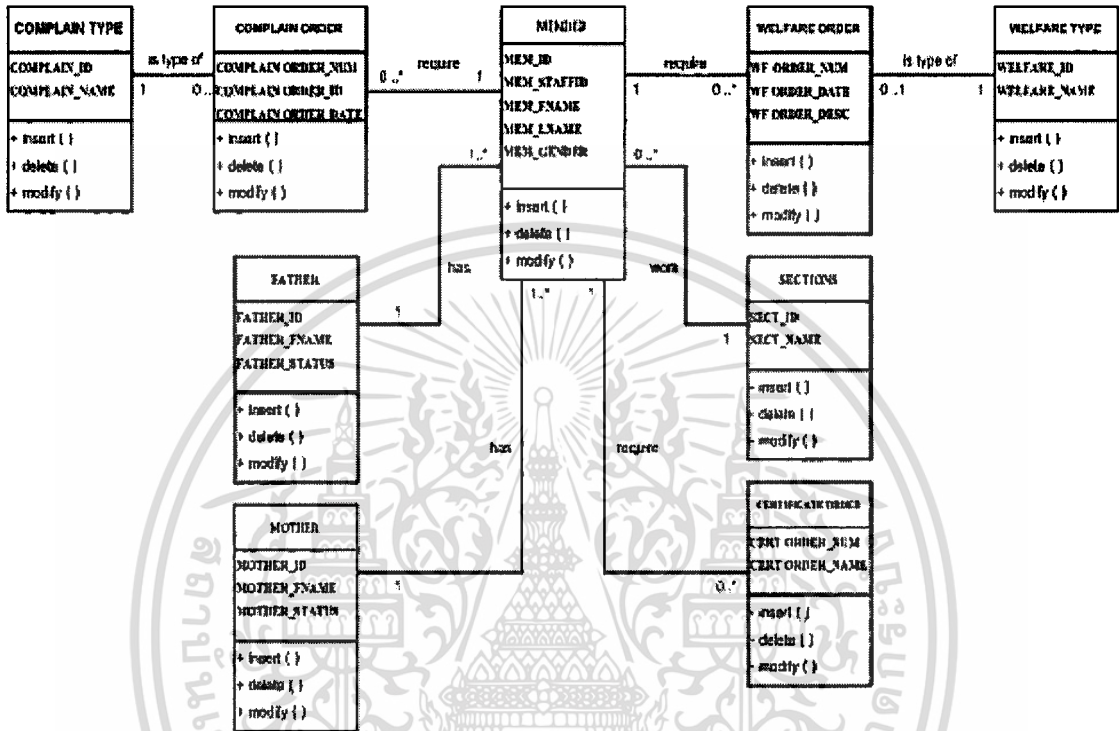 COMPLAIN TYPE
COMPLAIN_ID
COMPLAIN_NAME
+ insert ( )
+ delete ( )
+ modify ( )
is type of
1
0..
COMPLAIN ORDER
COMPLAIN ORDER_NUM
COMPLAIN ORDER_ID
COMPLAIN ORDER_DATE
+ insert ( )
+ delete ( )
+ modify ( )
require
0..*
1
MEM_ID
MEM_STAFFID
MEM_FNAME
MEM_LNAME
MEM_GENDER
+ insert ( )
+ delete ( )
+ modify ( )
require
1
0..*
WELFARE ORDER
WF ORDER_NUM
WF ORDER_DATE
WF ORDER_DESC
+ insert ( )
+ delete ( )
+ modify ( )
is type of
0..1
1
WELFARE TYPE
WELFARE_ID
WELFARE_NAME
+ insert ( )
+ delete ( )
+ modify ( )
1..*
has
1
FATHER
FATHER_ID
FATHER_FNAME
FATHER_STATUS
+ insert ( )
+ delete ( )
+ modify ( )
0..*
work
1
SECTIONS
SECT_ID
SECT_NAME
+ insert ( )
+ delete ( )
+ modify ( )
1..*
has
1
MOTHER
MOTHER_ID
MOTHER_FNAME
MOTHER_STATUS
+ insert ( )
+ delete ( )
+ modify ( )
1
require
0..*
CERTIFICATE ORDER
CERT ORDER_NUM
CERT ORDER_NAME
+ insert ( )
+ delete ( )
+ modify ( )